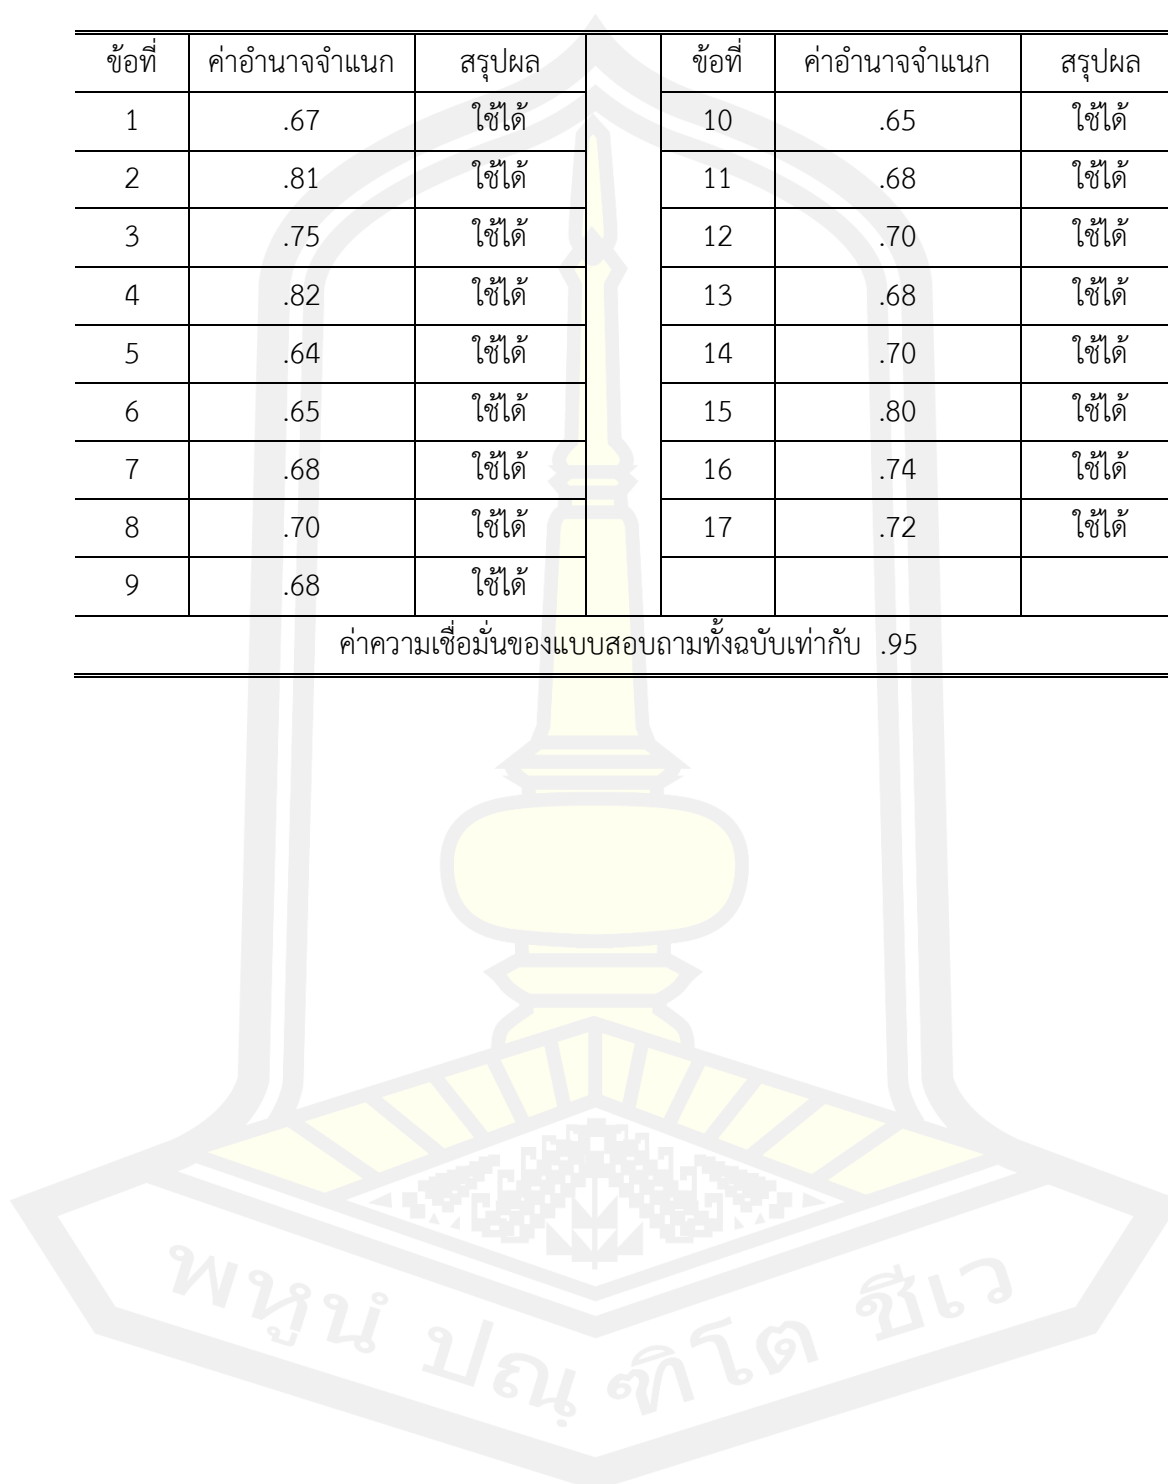 ข้อที่ ค่าอำนาจจำแนก สรุปผล ข้อที่ ค่าอำนาจจำแนก สรุปผล
1 .67 ใช้ได้ 10 .65 ใช้ได้
2 .81 ใช้ได้ 11 .68 ใช้ได้
3 .75 ใช้ได้ 12 .70 ใช้ได้
4 .82 ใช้ได้ 13 .68 ใช้ได้
5 .64 ใช้ได้ 14 .70 ใช้ได้
6 .65 ใช้ได้ 15 .80 ใช้ได้
7 .68 ใช้ได้ 16 .74 ใช้ได้
8 .70 ใช้ได้ 17 .72 ใช้ได้
9 .68 ใช้ได้
ค่าความเชื่อมั่นของแบบสอบถามทั้งฉบับเท่ากับ .95
พหูนํ ปณฺ ฑิโต ชีเว